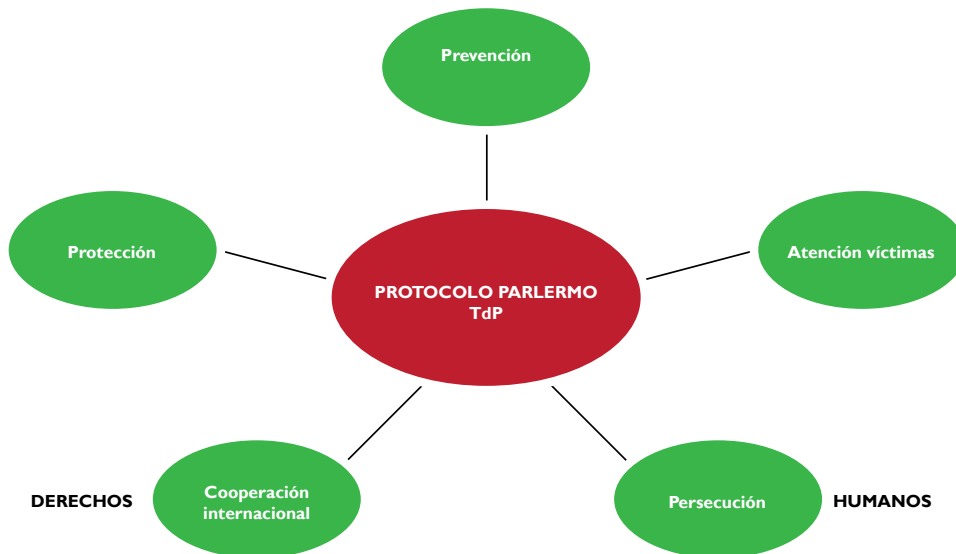 Prevención
Protección
Atención víctimas
PROTOCOLO PARLERMO
TdP
DERECHOS
Cooperación
internacional
Persecución
HUMANOS